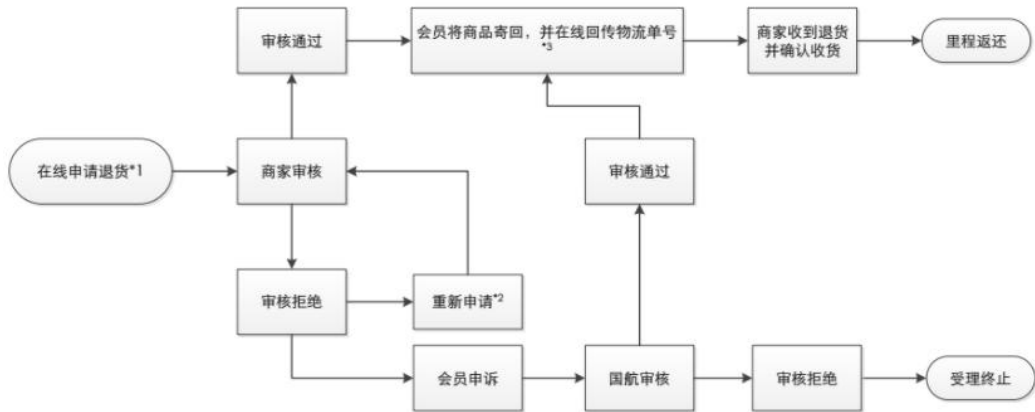 审核通过
会员将商品寄回，并在线回传物流单号
*3
商家收到退货
并确认收货
里程返还
在线申请退货*1
商家审核
审核通过
审核拒绝
重新申请*2
会员申诉
国航审核
审核拒绝
受理终止